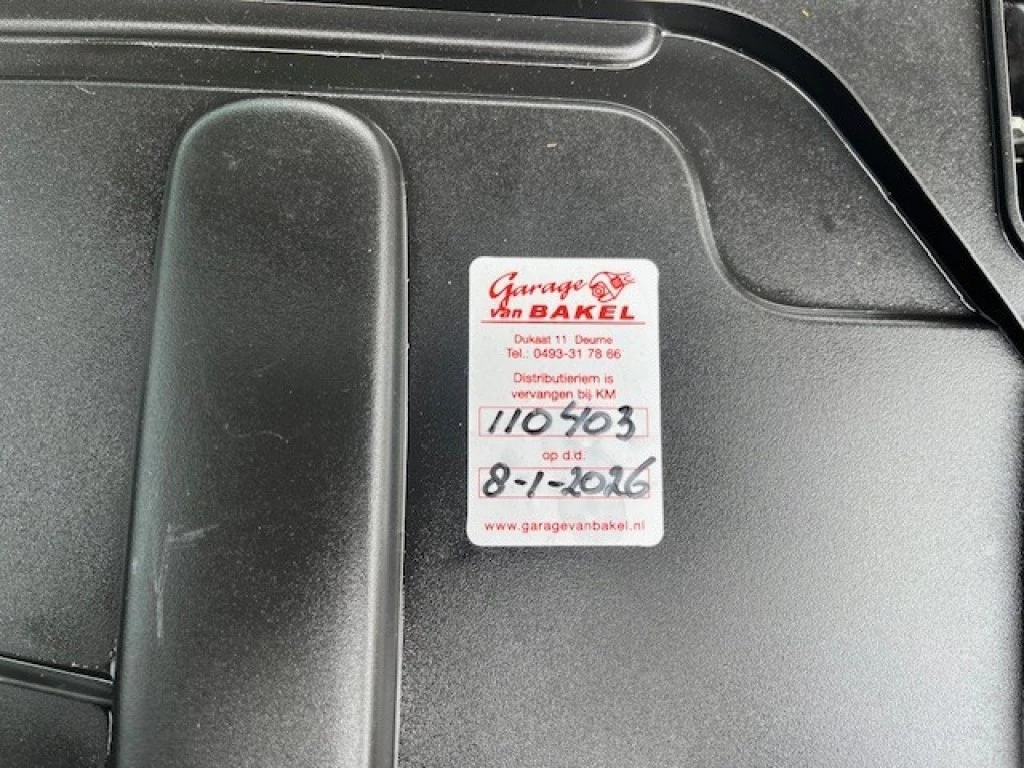 Garage
van BAKEL
Dukaat 11 Deurne
Tel.: 0493-31 78 66
Distributieriem is
vervangen bij KM
110403
op d.d.
8-1-2026
www.garagevanbakel.nl